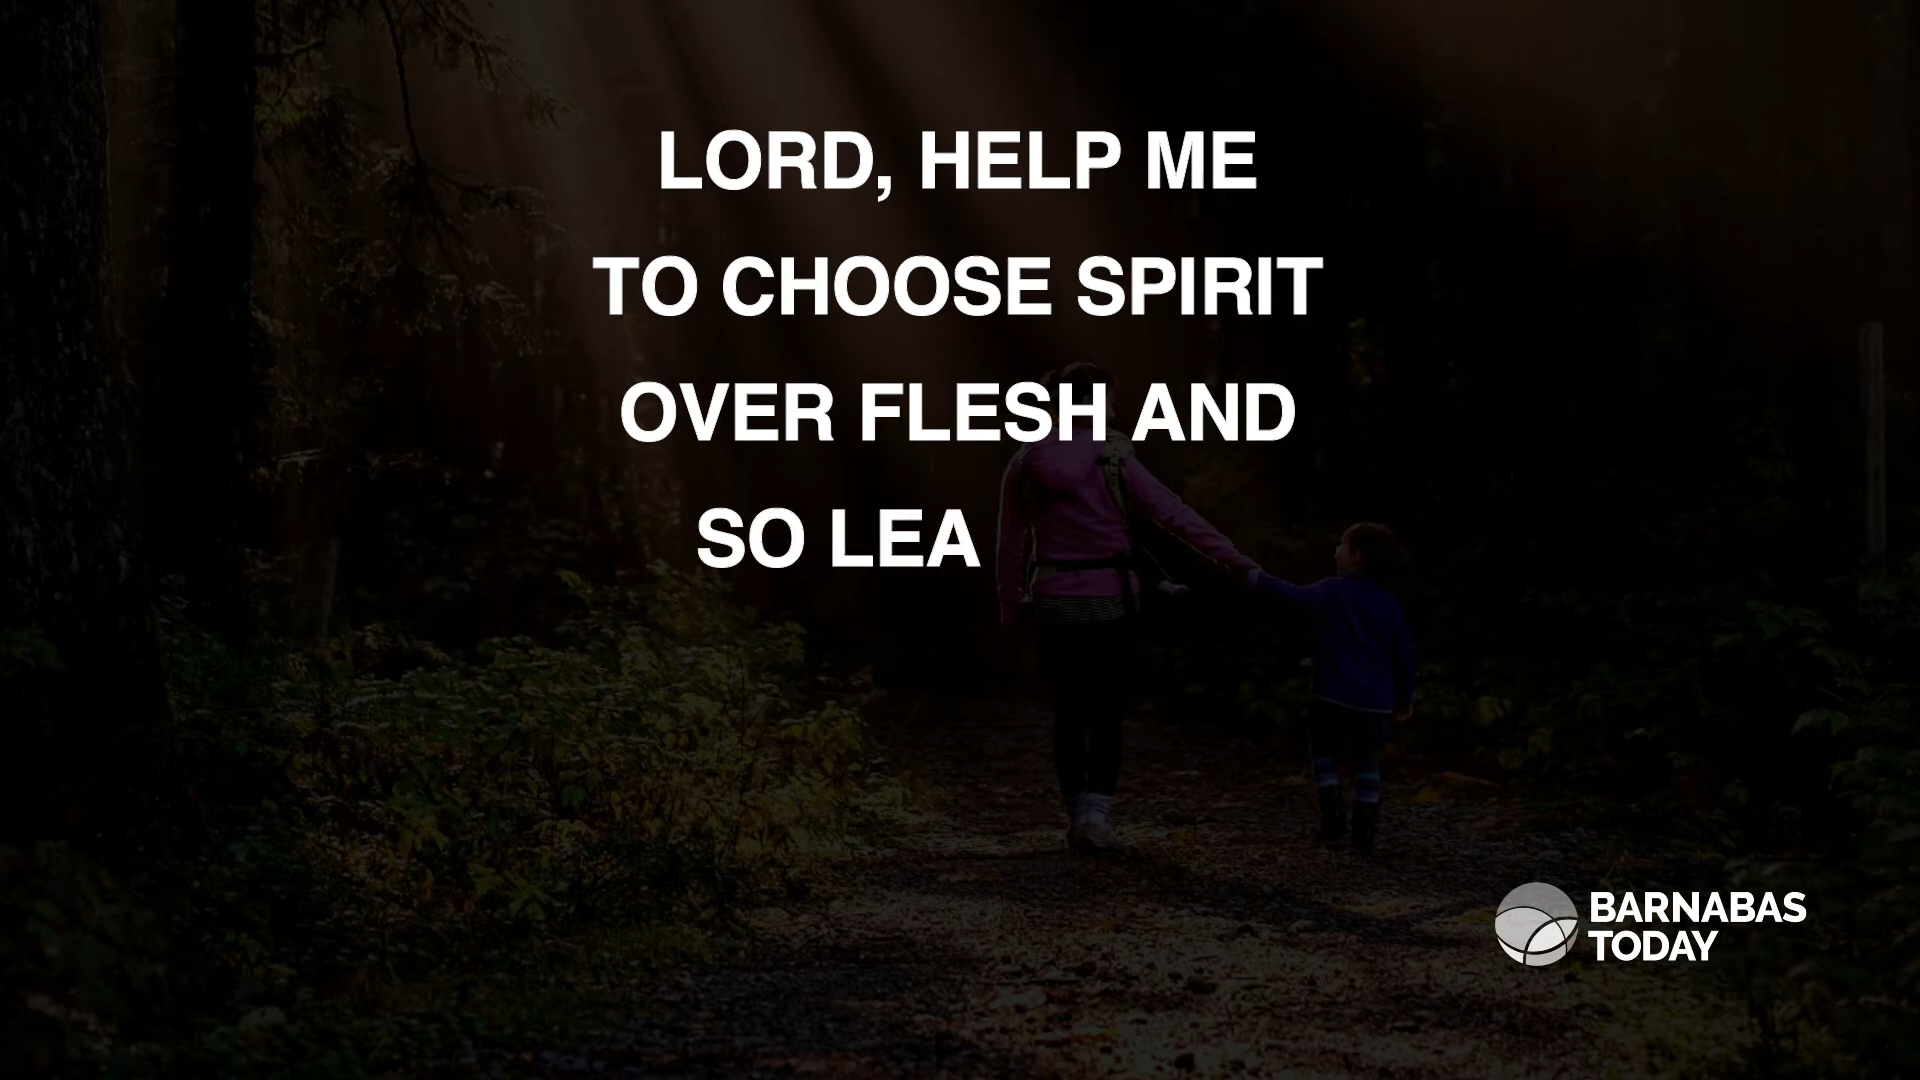 LORD, HELP ME
TO CHOOSE SPIRIT
OVER FLESH AND
SO LEA
BARNABAS
TODAY